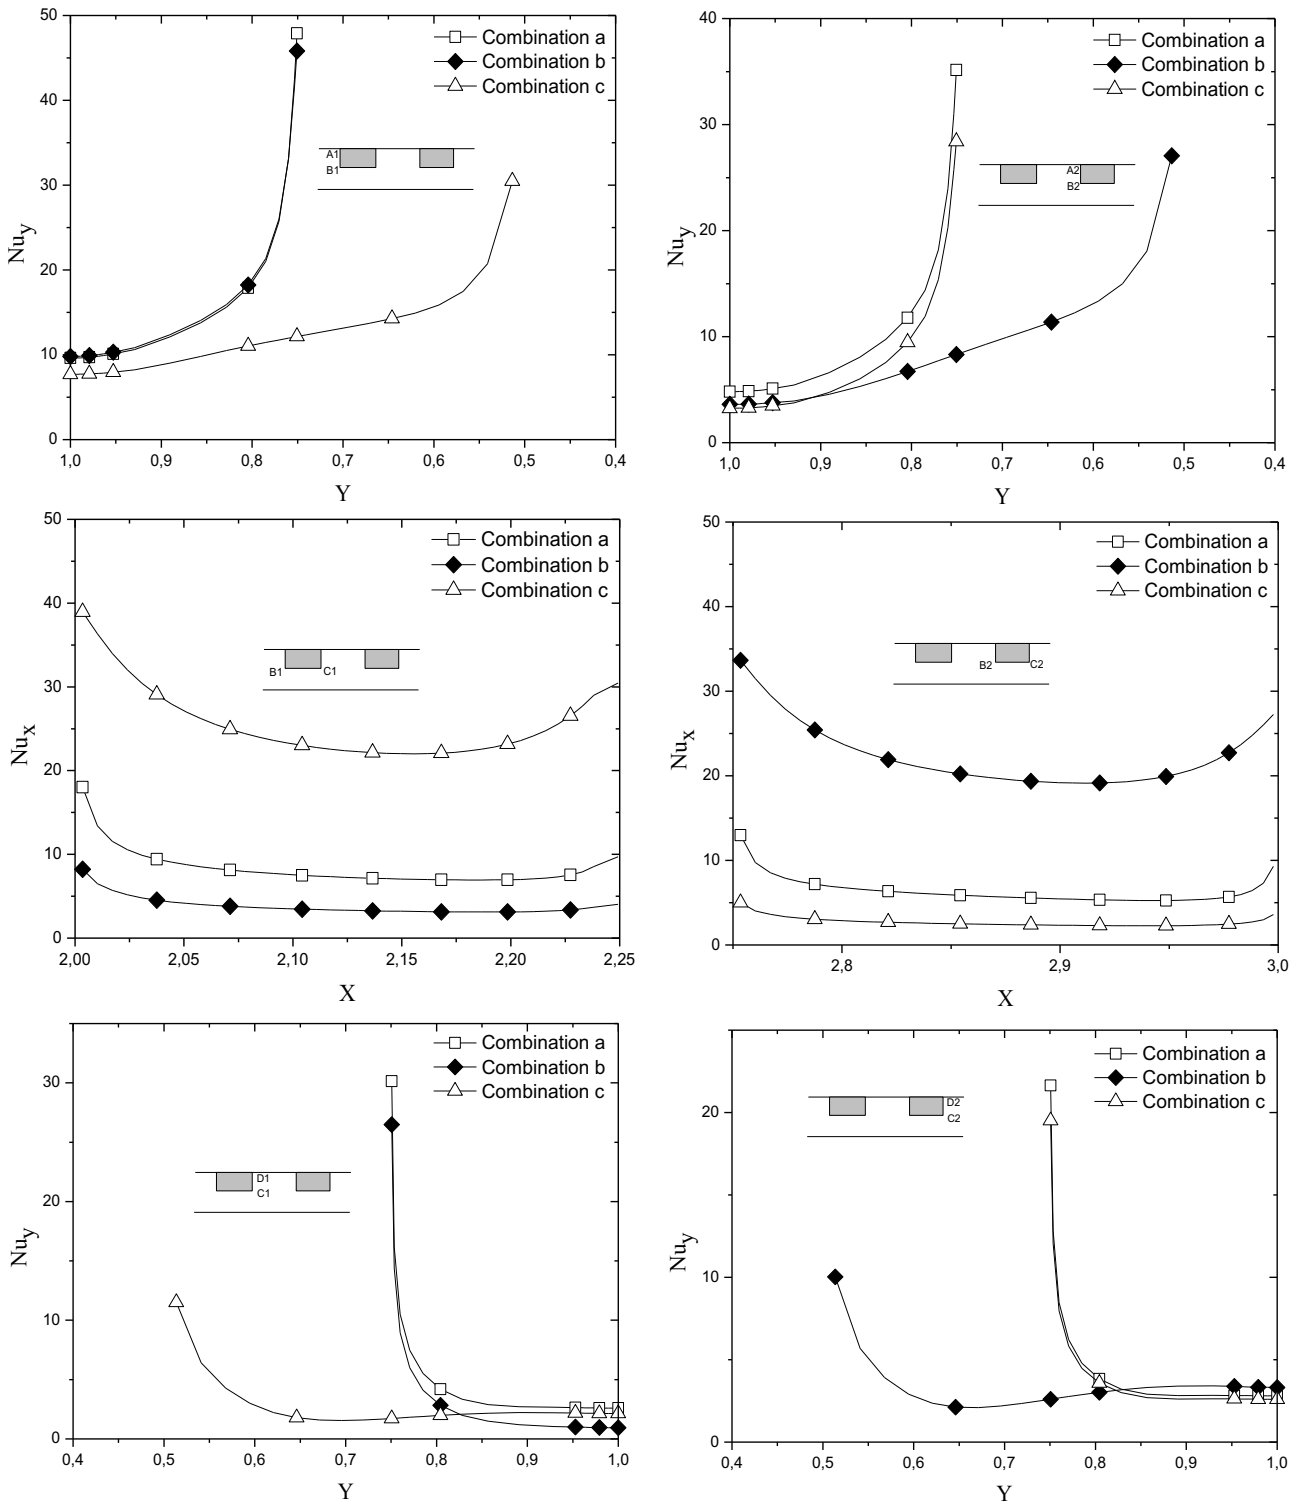 50
40
30
20
10
0
Nu_y
1,0 0,9 0,8 0,7 0,6 0,5 0,4
Y
Combination a
Combination b
Combination c
A1
B1
40
30
20
10
0
Nu_y
1,0 0,9 0,8 0,7 0,6 0,5 0,4
Y
Combination a
Combination b
Combination c
A2
B2
50
40
30
20
10
0
Nu_x
2,00 2,05 2,10 2,15 2,20 2,25
X
Combination a
Combination b
Combination c
B1 C1
50
40
30
20
10
0
Nu_x
2,8 2,9 3,0
X
Combination a
Combination b
Combination c
B2 C2
30
20
10
0
Nu_y
0,4 0,5 0,6 0,7 0,8 0,9 1,0
Y
Combination a
Combination b
Combination c
D1
C1
20
10
0
Nu_y
0,4 0,5 0,6 0,7 0,8 0,9 1,0
Y
Combination a
Combination b
Combination c
D2
C2